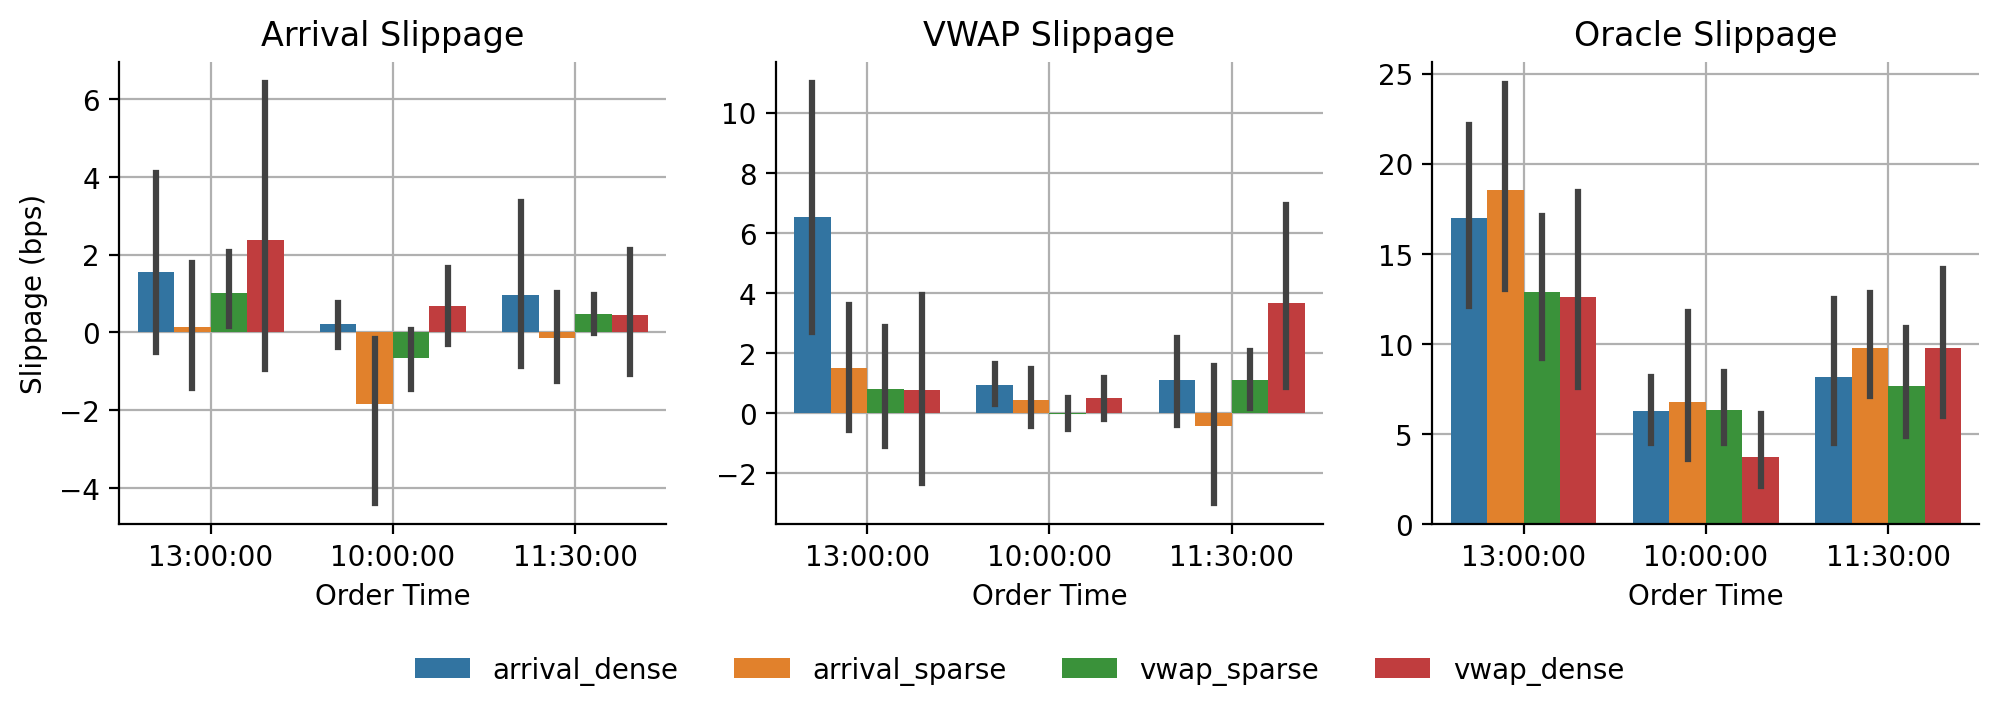 Arrival Slippage
VWAP Slippage
Oracle Slippage
Slippage (bps)
6
4
2
0
−2
−4
13:00:00
10:00:00
11:30:00
Order Time
10
8
6
4
2
0
−2
13:00:00
10:00:00
11:30:00
Order Time
25
20
15
10
5
0
13:00:00
10:00:00
11:30:00
Order Time
arrival_dense
arrival_sparse
vwap_sparse
vwap_dense